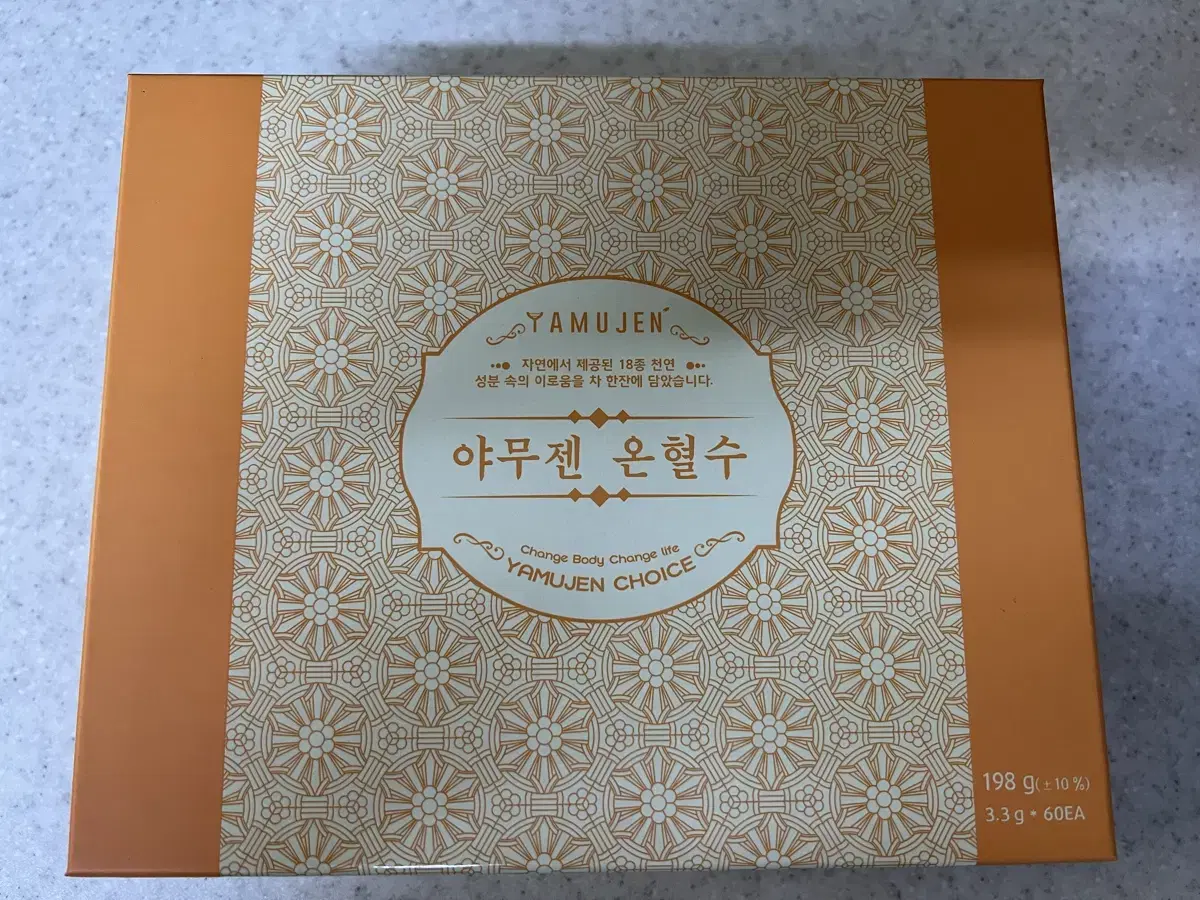 YAMUJEN
자연에서 제공된 18종 천연
성분 속의 이로움을 차 한잔에 담았습니다.
야무젠 온혈수
Change Body Change life
YAMUJEN CHOICE
198 g(±10%)
3.3 g * 60EA